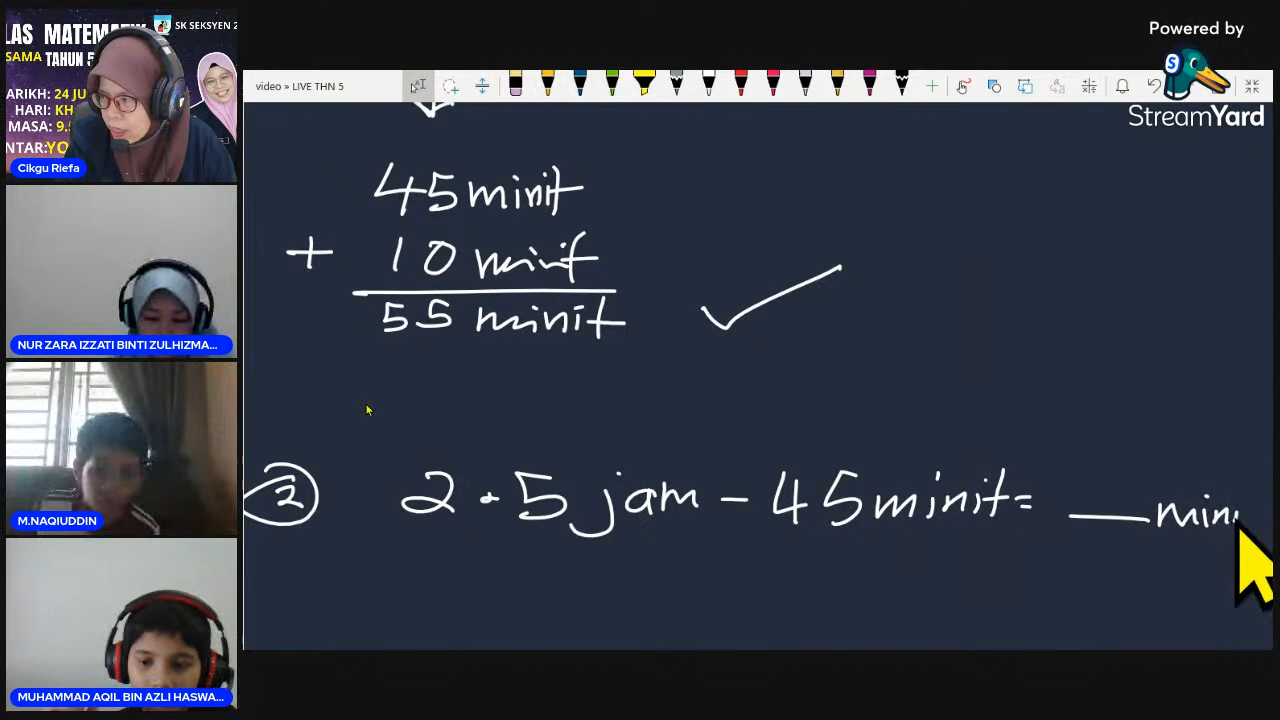 LAS MATEMATIK
SK SEKSYEN 2
SAMA TAHUN 5
ARIKH: 24 JU
HARI: KH
MASA: 9.
NTAR:YO
Cikgu Riefa
NUR ZARA IZZATI BINTI ZULHIZMA...
M.NAQIUDDIN
MUHAMMAD AQIL BIN AZLI HASWA...
Powered by
S
StreamYard
video » LIVE THN 5
45 minit
+ 10 minit
55 minit
2 2.5 jam - 45 minit = __ mini